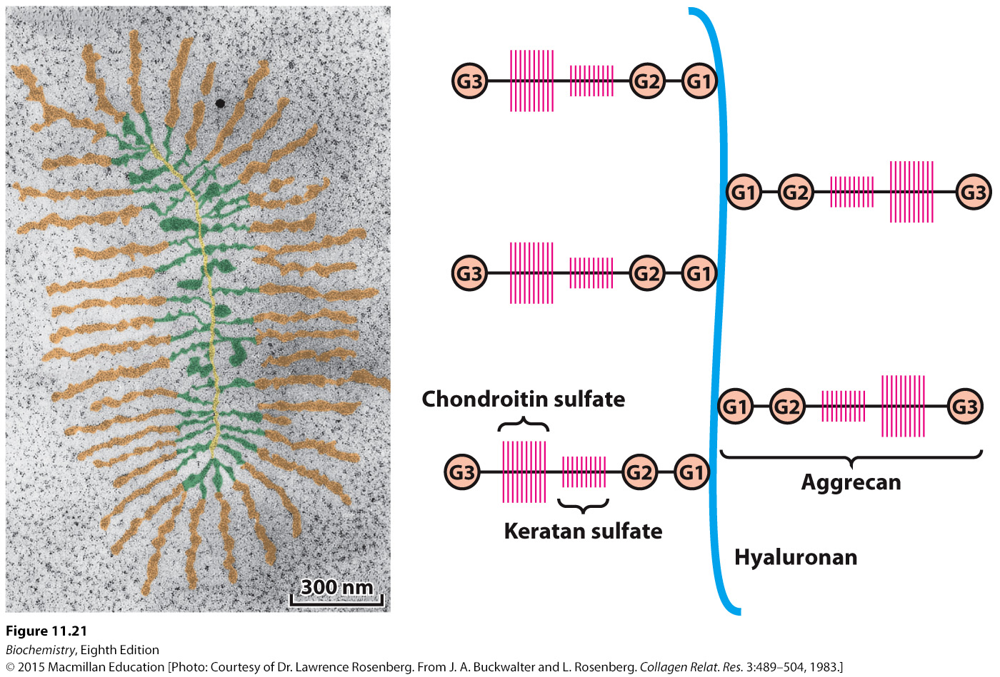 G3 G2 G1
G1 G2 G3
G3 G2 G1
Chondroitin sulfate
G1 G2 G3
G3 G2 G1
Aggrecan
Keratan sulfate
Hyaluronan
300 nm
Figure 11.21
Biochemistry, Eighth Edition
© 2015 Macmillan Education [Photo: Courtesy of Dr. Lawrence Rosenberg. From J. A. Buckwalter and L. Rosenberg. Collagen Relat. Res. 3:489–504, 1983.]